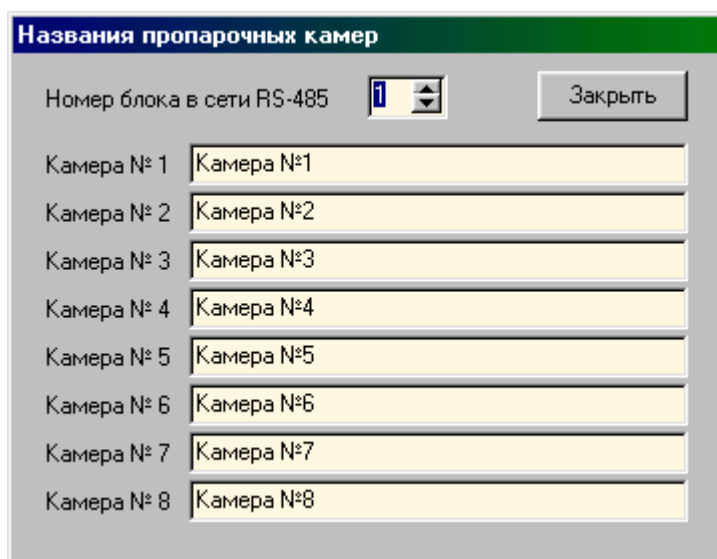 Названия пропарочных камер
Номер блока в сети RS-485 1 Закрыть
Камера № 1 Камера №1
Камера № 2 Камера №2
Камера № 3 Камера №3
Камера № 4 Камера №4
Камера № 5 Камера №5
Камера № 6 Камера №6
Камера № 7 Камера №7
Камера № 8 Камера №8